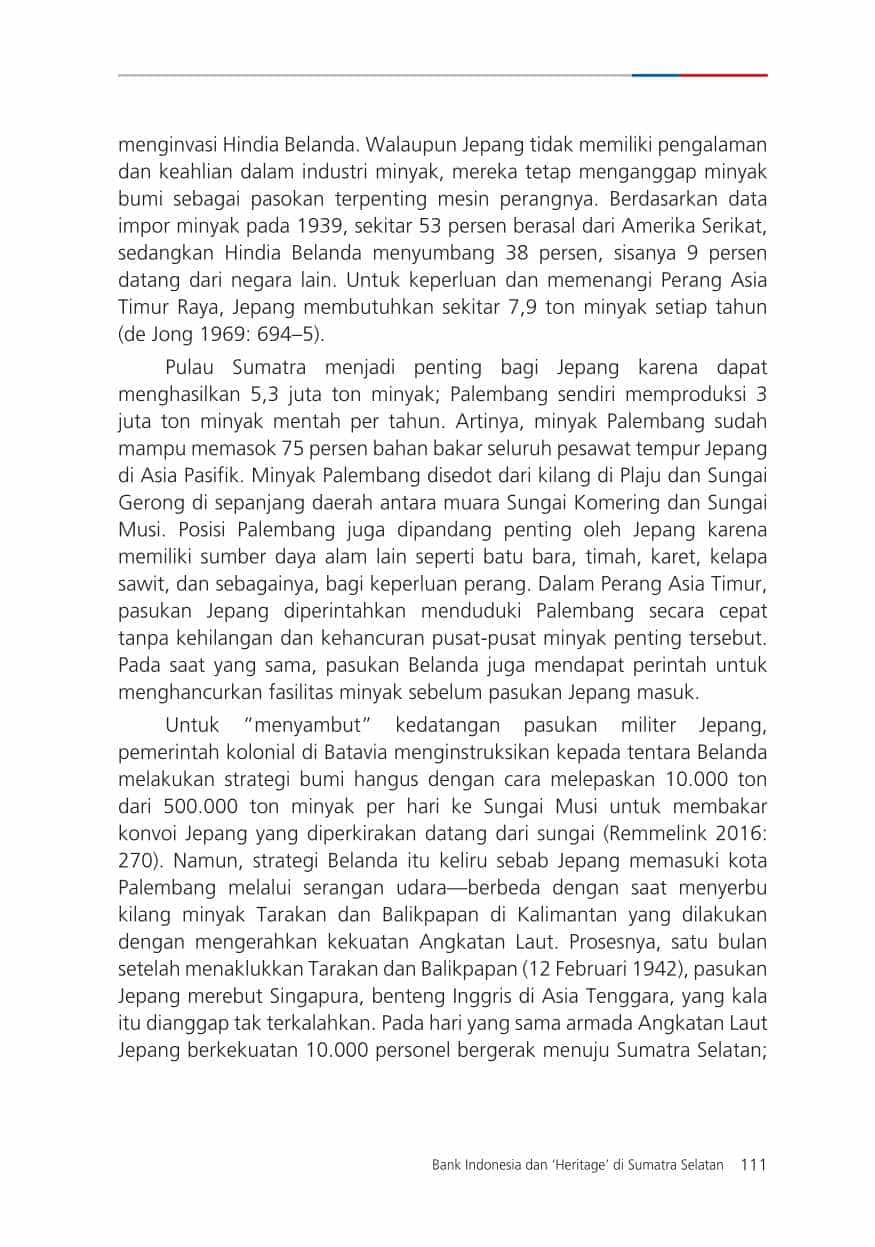 menginvasi Hindia Belanda. Walaupun Jepang tidak memiliki pengalaman
dan keahlian dalam industri minyak, mereka tetap menganggap minyak
bumi sebagai pasokan terpenting mesin perangnya. Berdasarkan data
impor minyak pada 1939, sekitar 53 persen berasal dari Amerika Serikat,
sedangkan Hindia Belanda menyumbang 38 persen, sisanya 9 persen
datang dari negara lain. Untuk keperluan dan memenangi Perang Asia
Timur Raya, Jepang membutuhkan sekitar 7,9 ton minyak setiap tahun
(de Jong 1969: 694–5).
Pulau Sumatra menjadi penting bagi Jepang karena dapat
menghasilkan 5,3 juta ton minyak; Palembang sendiri memproduksi 3
juta ton minyak mentah per tahun. Artinya, minyak Palembang sudah
mampu memasok 75 persen bahan bakar seluruh pesawat tempur Jepang
di Asia Pasifik. Minyak Palembang disedot dari kilang di Plaju dan Sungai
Gerong di sepanjang daerah antara muara Sungai Komering dan Sungai
Musi. Posisi Palembang juga dipandang penting oleh Jepang karena
memiliki sumber daya alam lain seperti batu bara, timah, karet, kelapa
sawit, dan sebagainya, bagi keperluan perang. Dalam Perang Asia Timur,
pasukan Jepang diperintahkan menduduki Palembang secara cepat
tanpa kehilangan dan kehancuran pusat-pusat minyak penting tersebut.
Pada saat yang sama, pasukan Belanda juga mendapat perintah untuk
menghancurkan fasilitas minyak sebelum pasukan Jepang masuk.
Untuk “menyambut” kedatangan pasukan militer Jepang,
pemerintah kolonial di Batavia menginstruksikan kepada tentara Belanda
melakukan strategi bumi hangus dengan cara melepaskan 10.000 ton
dari 500.000 ton minyak per hari ke Sungai Musi untuk membakar
konvoi Jepang yang diperkirakan datang dari sungai (Remmelink 2016:
270). Namun, strategi Belanda itu keliru sebab Jepang memasuki kota
Palembang melalui serangan udara—berbeda dengan saat menyerbu
kilang minyak Tarakan dan Balikpapan di Kalimantan yang dilakukan
dengan mengerahkan kekuatan Angkatan Laut. Prosesnya, satu bulan
setelah menaklukkan Tarakan dan Balikpapan (12 Februari 1942), pasukan
Jepang merebut Singapura, benteng Inggris di Asia Tenggara, yang kala
itu dianggap tak terkalahkan. Pada hari yang sama armada Angkatan Laut
Jepang berkekuatan 10.000 personel bergerak menuju Sumatra Selatan;
Bank Indonesia dan ‘Heritage’ di Sumatra Selatan 111